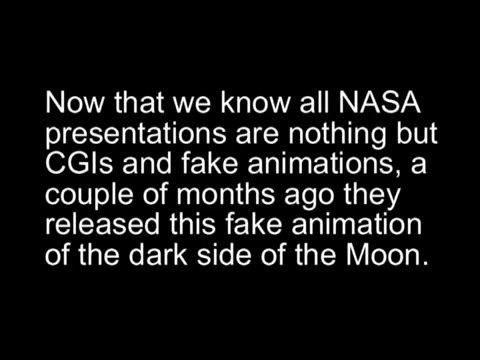 Now that we know all NASA
presentations are nothing but
CGIs and fake animations, a
couple of months ago they
released this fake animation
of the dark side of the Moon.